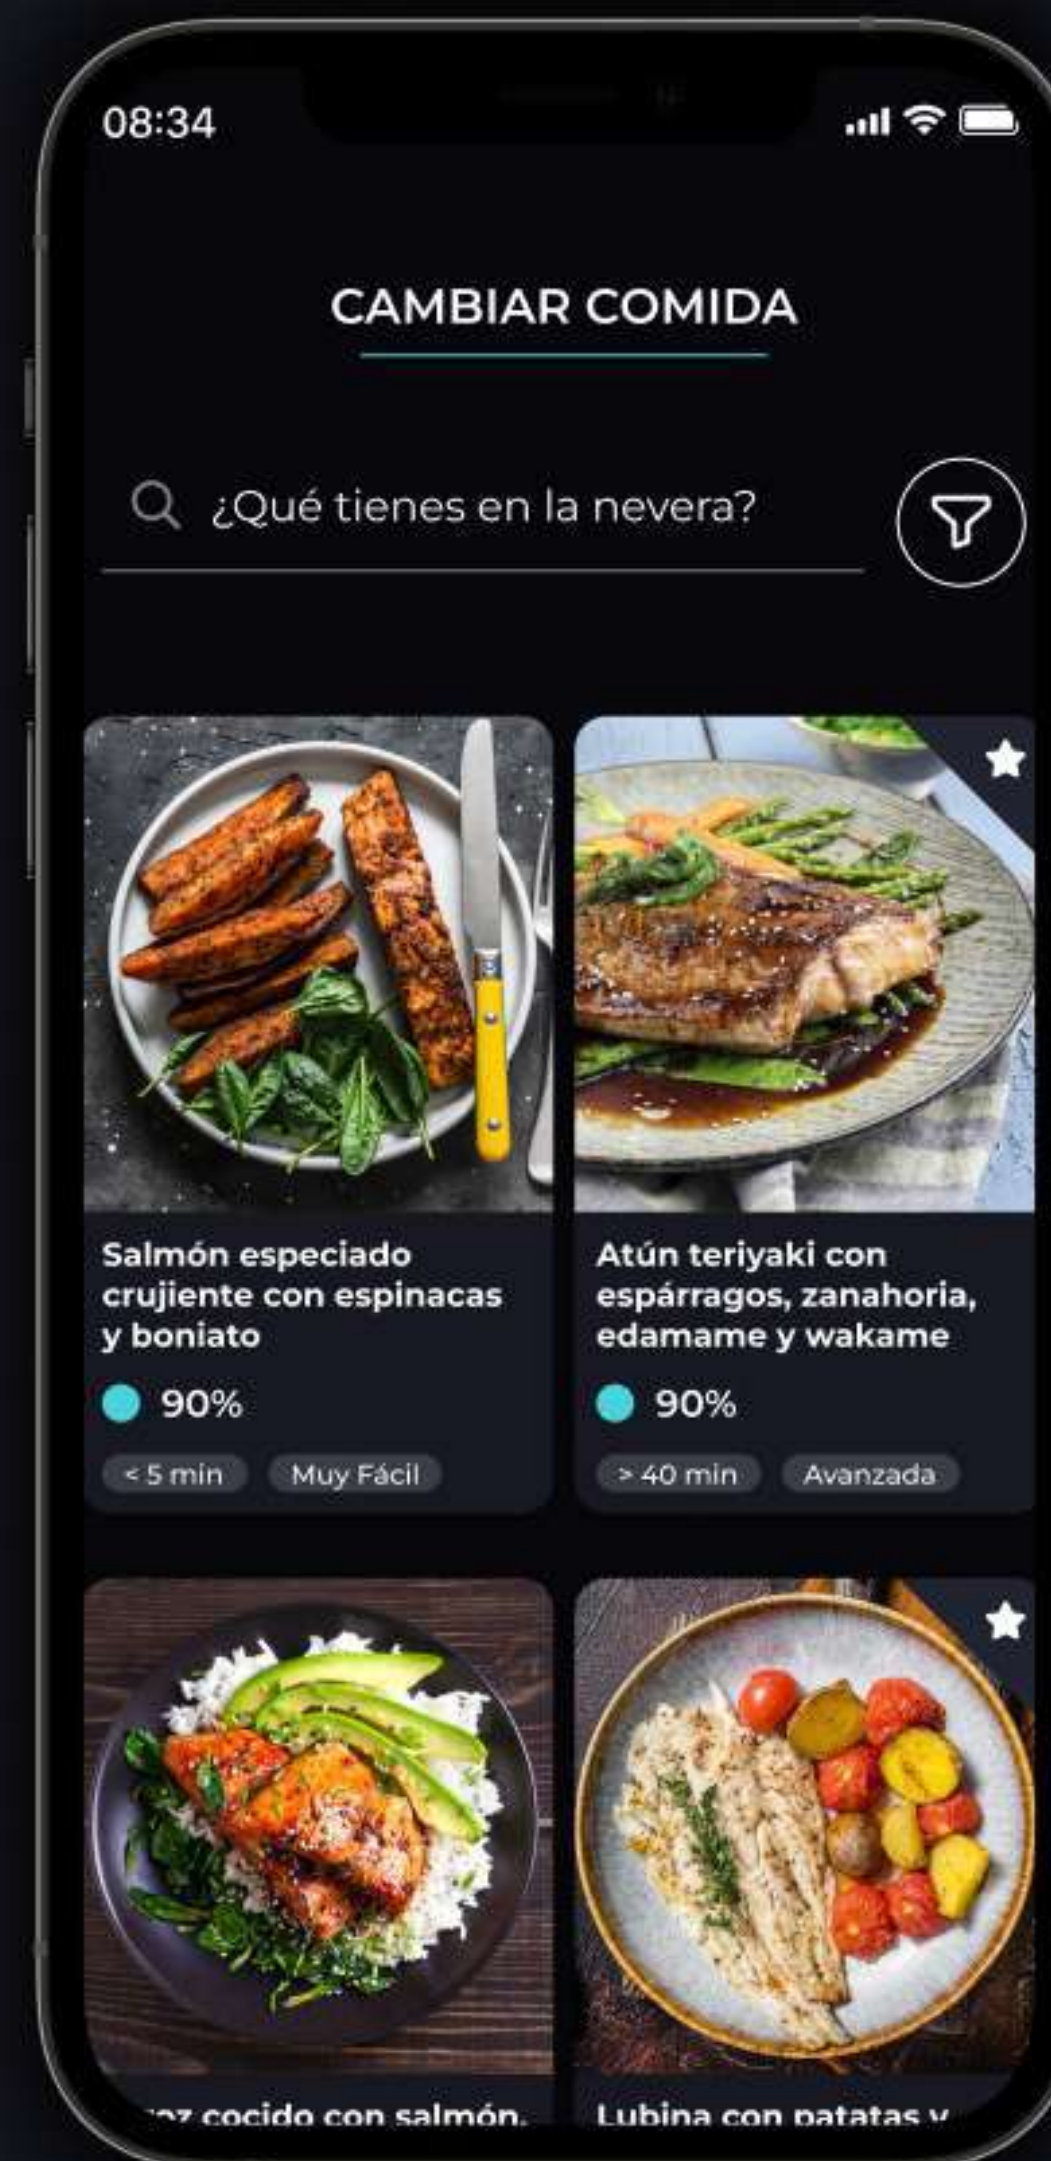 08:34
CAMBIAR COMIDA
¿Qué tienes en la nevera?
Salmón especiado
crujiente con espinacas
y boniato
90%
< 5 min
Muy Fácil
Atún teriyaki con
espárragos, zanahoria,
edamame y wakame
90%
> 40 min
Avanzada
cocido con salmón,
Lubina con patatas y